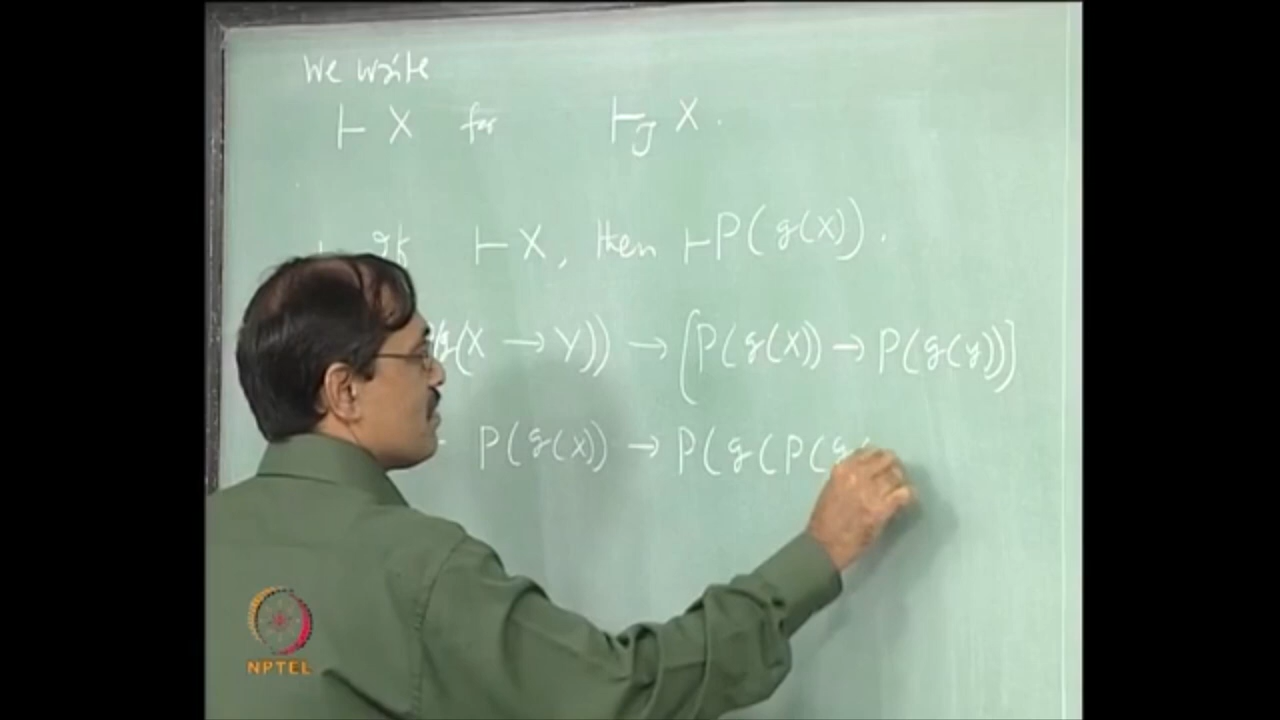 We write
⊢ X for ⊢_J X.
If ⊢ X, then ⊢ P(g(X)).
g(X → Y)) → [P(g(X)) → P(g(Y))]
P(g(X)) → P(g(P(g(
NPTEL